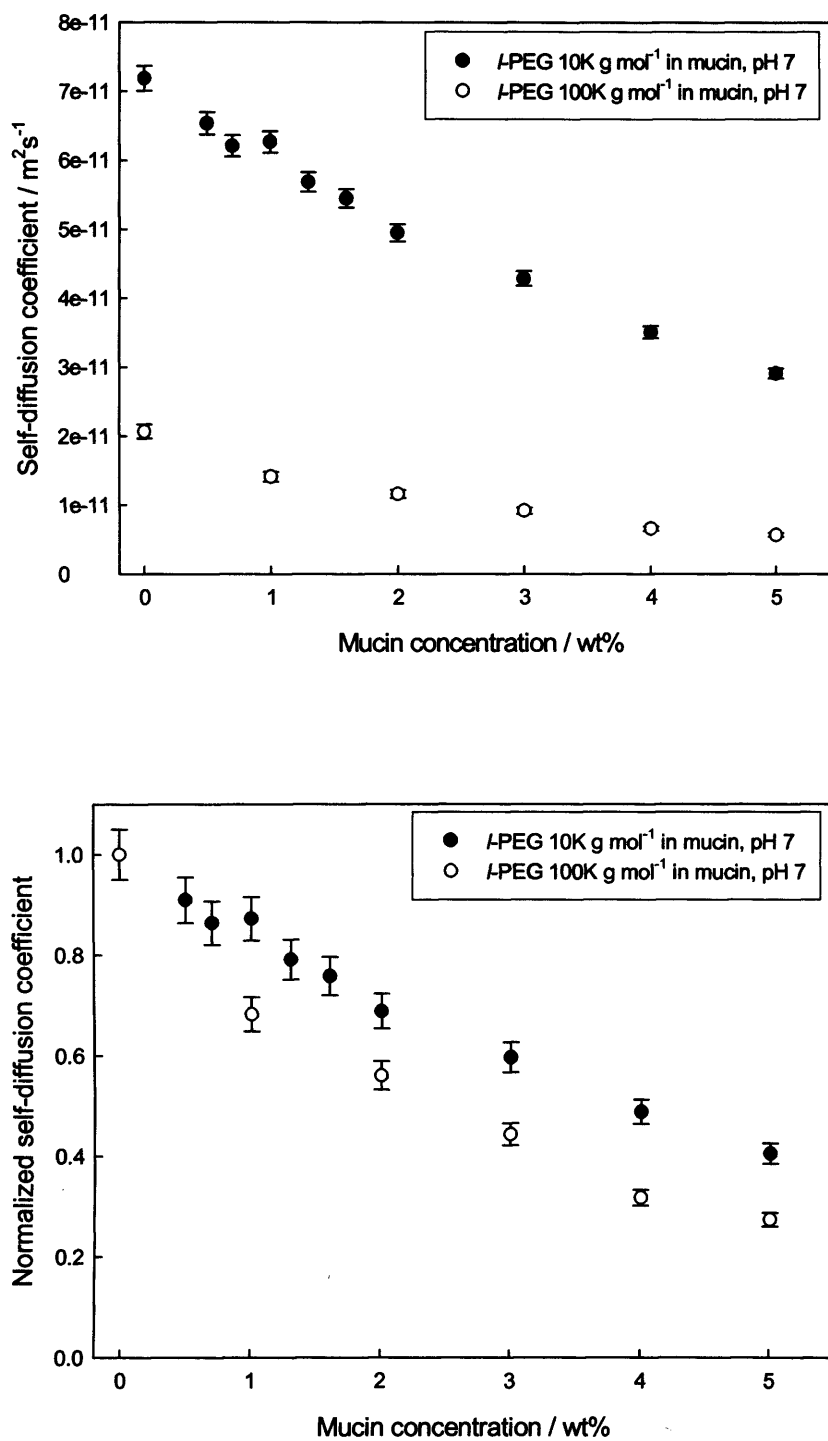 8e-11
7e-11
6e-11
5e-11
4e-11
3e-11
2e-11
1e-11
0
Self-diffusion coefficient / m²s⁻¹
l-PEG 10K g mol⁻¹ in mucin, pH 7
l-PEG 100K g mol⁻¹ in mucin, pH 7
0 1 2 3 4 5
Mucin concentration / wt%
1.0
0.8
0.6
0.4
0.2
0.0
Normalized self-diffusion coefficient
l-PEG 10K g mol⁻¹ in mucin, pH 7
l-PEG 100K g mol⁻¹ in mucin, pH 7
0 1 2 3 4 5
Mucin concentration / wt%